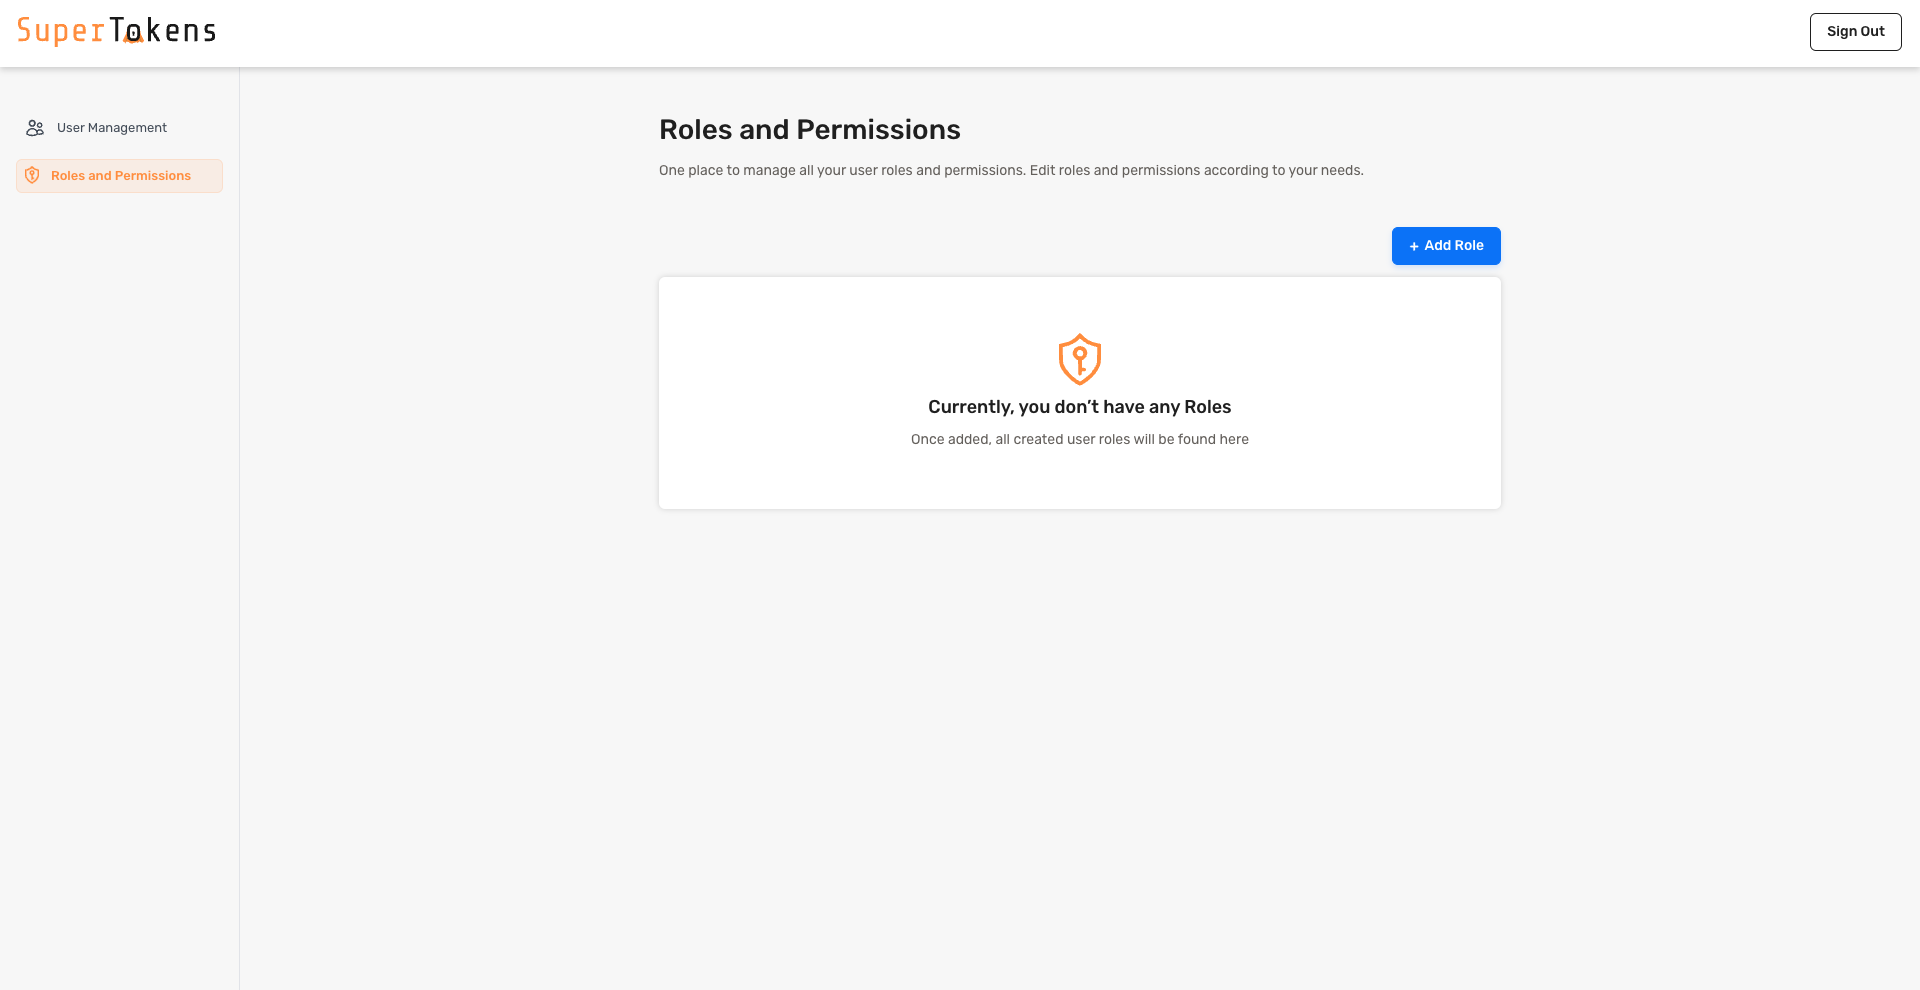 SuperTokens
Sign Out
User Management
Roles and Permissions
Roles and Permissions
One place to manage all your user roles and permissions. Edit roles and permissions according to your needs.
+ Add Role
Currently, you don’t have any Roles
Once added, all created user roles will be found here